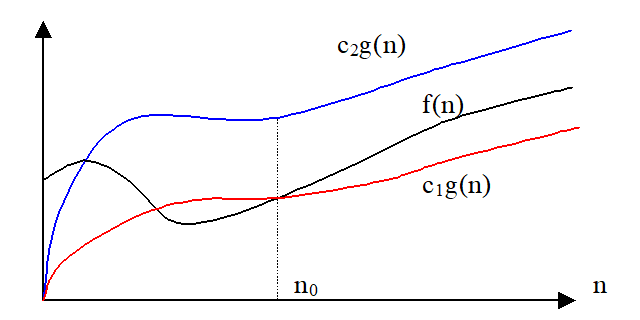 c₂g(n)
f(n)
c₁g(n)
n₀
n